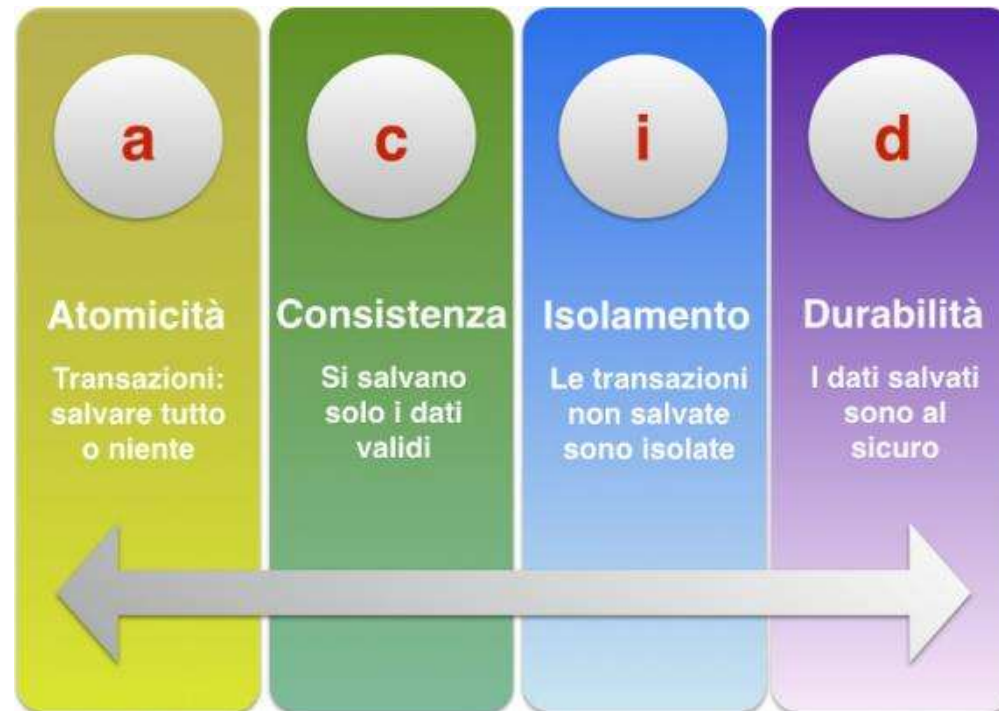 a
Atomicità
Transazioni:
salvare tutto
o niente
c
Consistenza
Si salvano
solo i dati
validi
i
Isolamento
Le transazioni
non salvate
sono isolate
d
Durabilità
I dati salvati
sono al
sicuro